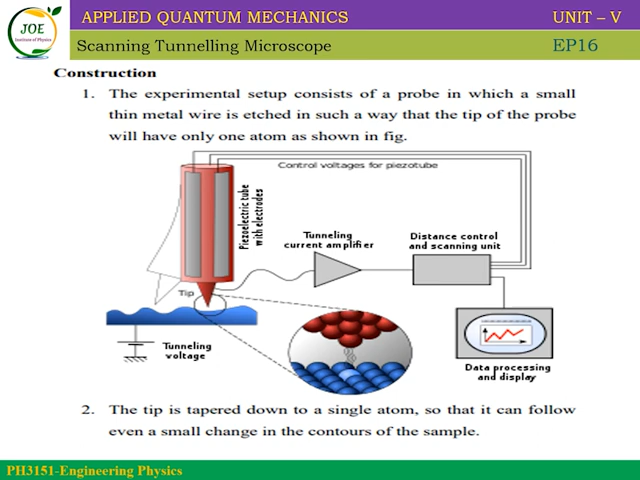 JOE
Institute of Physics
APPLIED QUANTUM MECHANICS
UNIT – V
Scanning Tunnelling Microscope
EP16
Construction
1. The experimental setup consists of a probe in which a small
thin metal wire is etched in such a way that the tip of the probe
will have only one atom as shown in fig.
Control voltages for piezotube
Piezoelectric tube
with electrodes
Tunneling
current amplifier
Distance control
and scanning unit
Tip
Tunneling
voltage
Data processing
and display
2. The tip is tapered down to a single atom, so that it can follow
even a small change in the contours of the sample.
PH3151-Engineering Physics